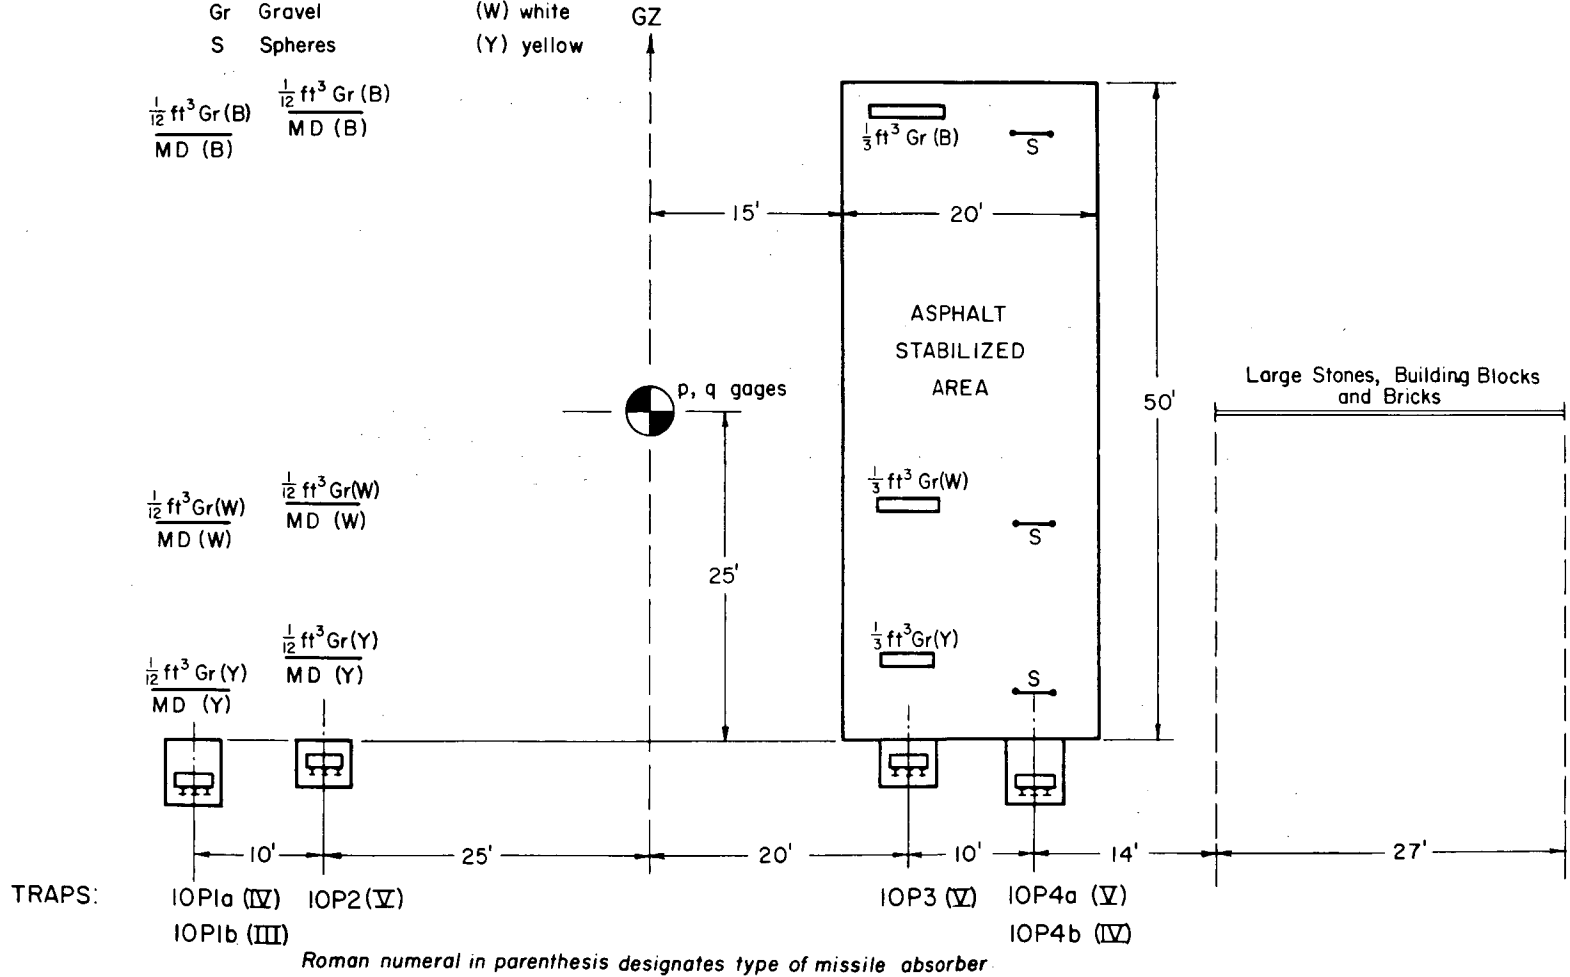 Gr Gravel (W) white
S Spheres (Y) yellow
GZ
1/12 ft³ Gr (B)
MD (B)
1/12 ft³ Gr (B)
MD (B)
1/3 ft³ Gr (B)
S
15'
20'
ASPHALT
STABILIZED
AREA
50'
p, q gages
Large Stones, Building Blocks
and Bricks
1/12 ft³ Gr(W)
MD (W)
1/12 ft³ Gr(W)
MD (W)
1/3 ft³ Gr(W)
S
25'
1/12 ft³ Gr (Y)
MD (Y)
1/12 ft³ Gr(Y)
MD (Y)
1/3 ft³ Gr(Y)
S
10'
25'
20'
10'
14'
27'
TRAPS: 10P1a (IV) 10P2 (V) 10P3 (V) 10P4a (V)
10P1b (III) 10P4b (IV)
Roman numeral in parenthesis designates type of missile absorber